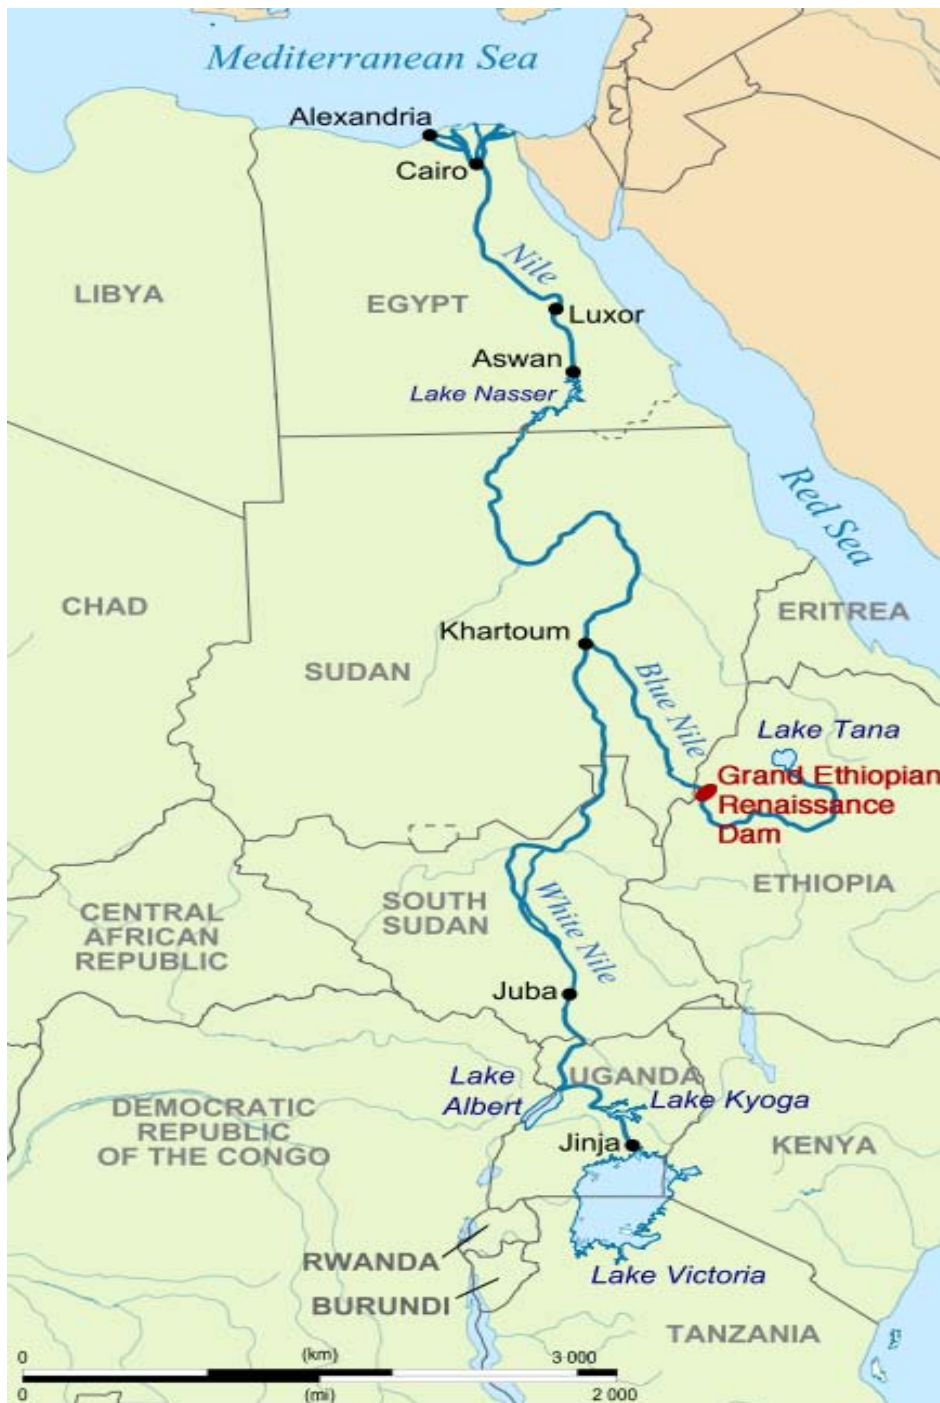 Mediterranean Sea
Alexandria
Cairo
Nile
LIBYA
EGYPT
Luxor
Aswan
Lake Nasser
Red Sea
CHAD
ERITREA
Khartoum
SUDAN
Blue Nile
Lake Tana
Grand Ethiopian
Renaissance
Dam
ETHIOPIA
SOUTH
SUDAN
CENTRAL
AFRICAN
REPUBLIC
White Nile
Juba
Lake
Albert
UGANDA
Lake Kyoga
DEMOCRATIC
REPUBLIC
OF THE CONGO
Jinja
KENYA
RWANDA
Lake Victoria
BURUNDI
TANZANIA
0 (km) 3 000
0 (mi) 2 000